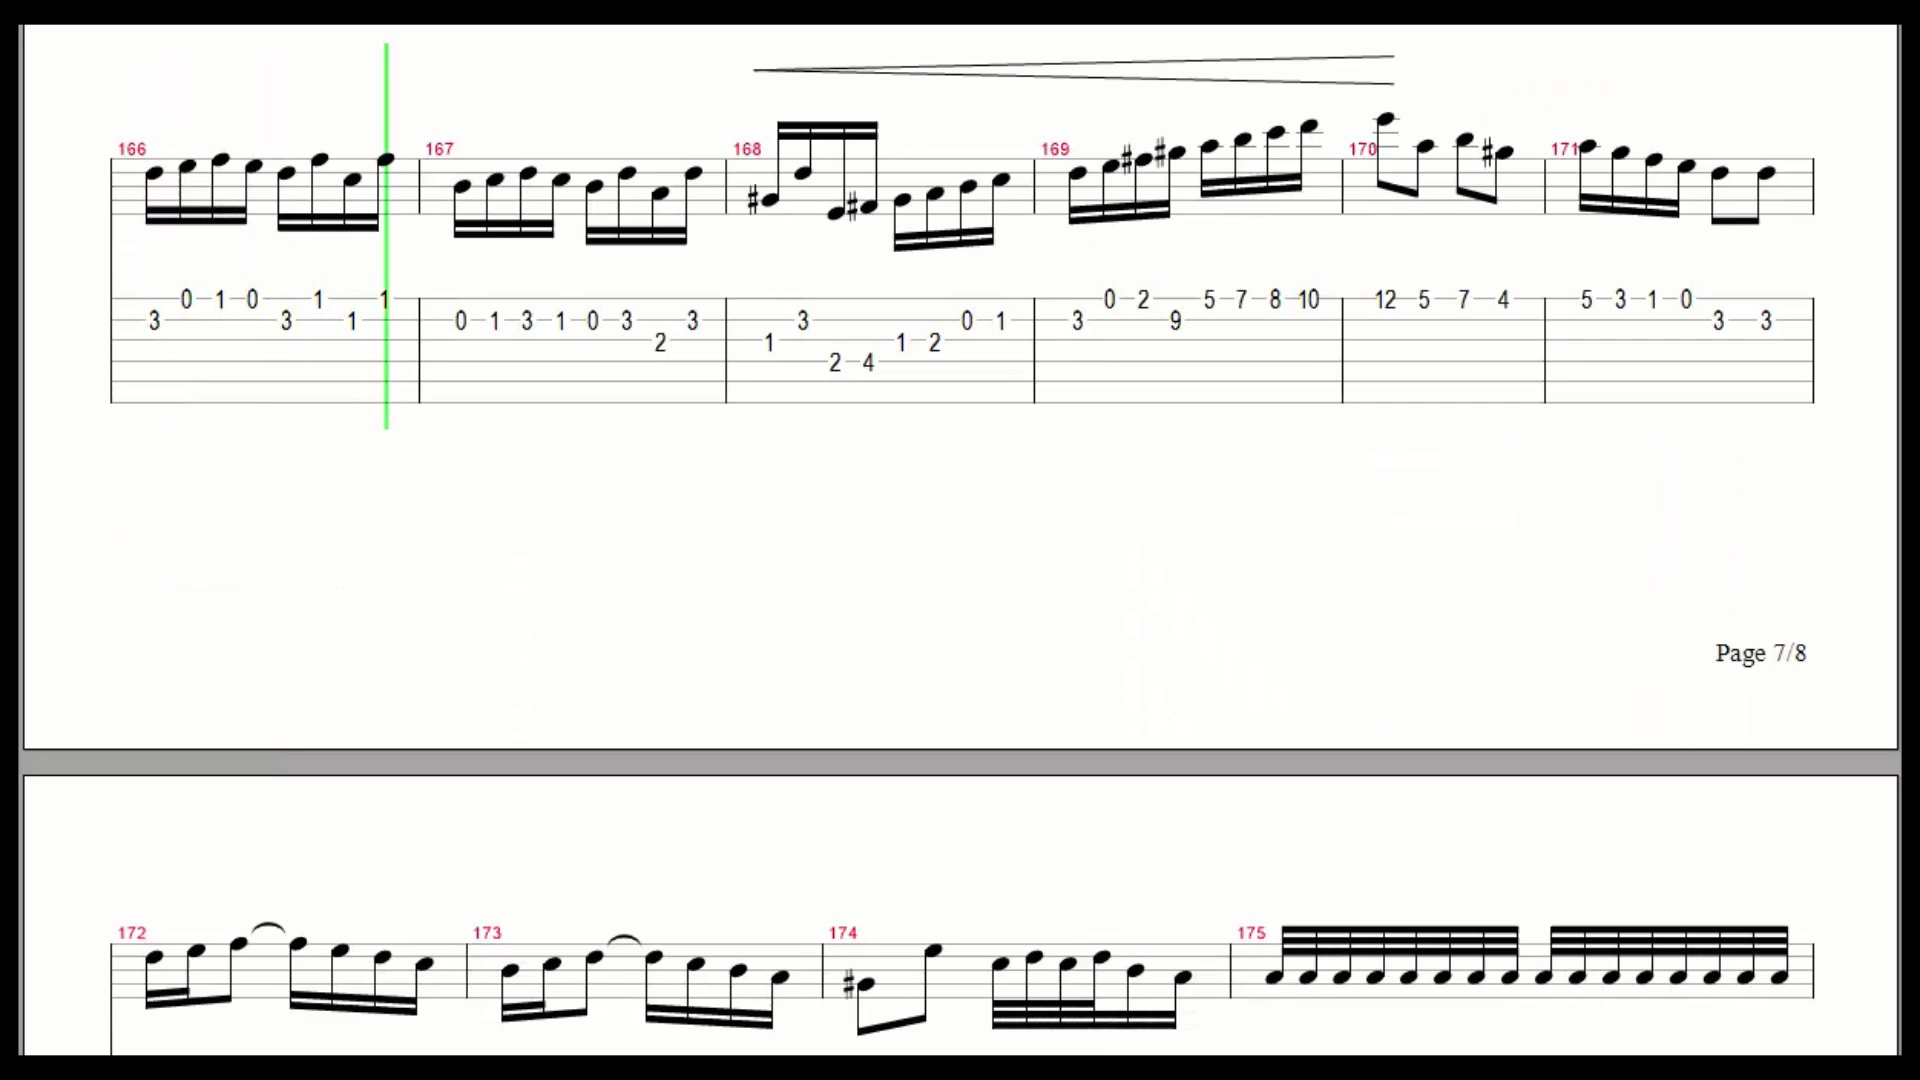 166 167 168 169 170 171
0 1 0 1 1 0 2 5 7 8 10 12 5 7 4 5 3 1 0
3 3 1 0 1 3 1 0 3 3 3 0 1 3 9 3 3
2 1 1 2
2 4
Page 7/8
172 173 174 175